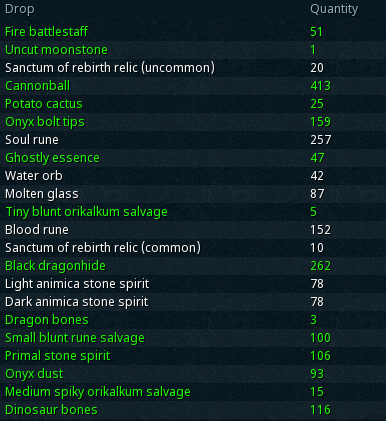 Drop Quantity
Fire battlestaff 51
Uncut moonstone 1
Sanctum of rebirth relic (uncommon) 20
Cannonball 413
Potato cactus 25
Onyx bolt tips 159
Soul rune 257
Ghostly essence 47
Water orb 42
Molten glass 87
Tiny blunt orikalkum salvage 5
Blood rune 152
Sanctum of rebirth relic (common) 10
Black dragonhide 262
Light animica stone spirit 78
Dark animica stone spirit 78
Dragon bones 3
Small blunt rune salvage 100
Primal stone spirit 106
Onyx dust 93
Medium spiky orikalkum salvage 15
Dinosaur bones 116